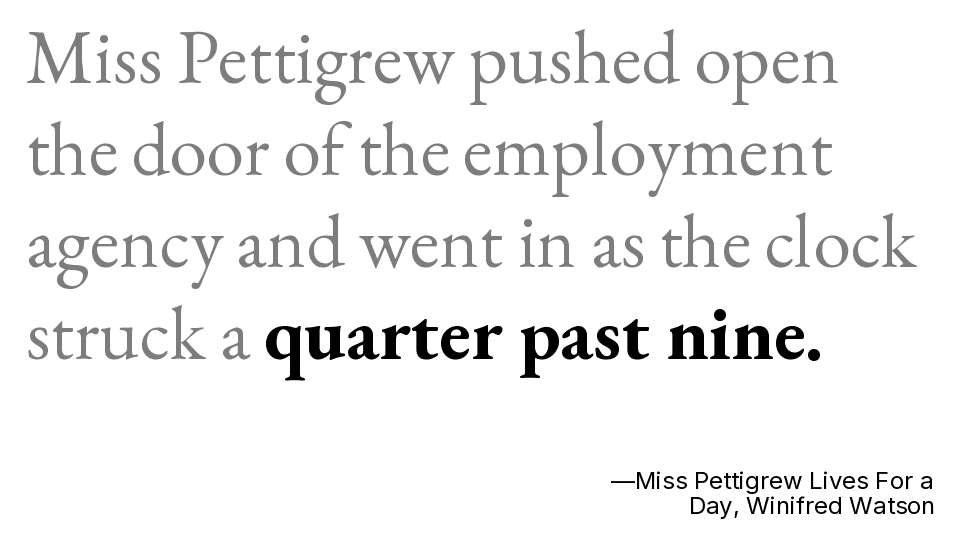 Miss Pettigrew pushed open
the door of the employment
agency and went in as the clock
struck a quarter past nine.
—Miss Pettigrew Lives For a
Day, Winifred Watson